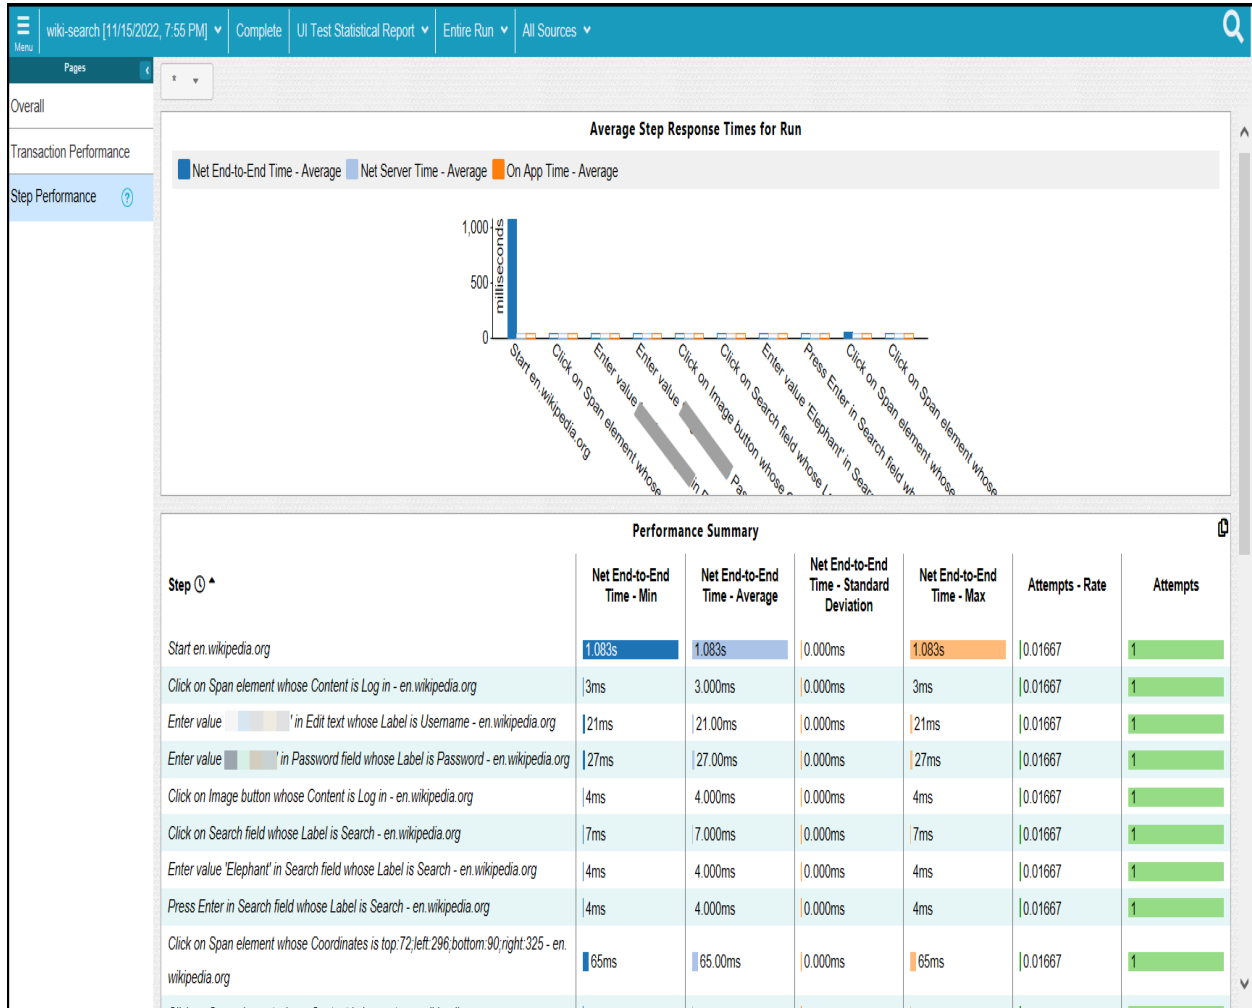 Menu
wiki-search [11/15/2022, 7:55 PM]
Complete
UI Test Statistical Report
Entire Run
All Sources
Pages
Overall
Transaction Performance
Step Performance ?
*
Average Step Response Times for Run
Net End-to-End Time - Average Net Server Time - Average On App Time - Average
milliseconds
1,000
500
0
Start en.wikipedia.org
Click on Span element whose
Enter value in
Enter value Pas
Click on Image button whose
Click on Search field whose L
Enter value 'Elephant' in Sear
Press Enter in Search field wh
Click on Span element whose
Click on Span element whose
Performance Summary
Step
Net End-to-End Time - Min
Net End-to-End Time - Average
Net End-to-End Time - Standard Deviation
Net End-to-End Time - Max
Attempts - Rate
Attempts
Start en.wikipedia.org 1.083s 1.083s 0.000ms 1.083s 0.01667 1
Click on Span element whose Content is Log in - en.wikipedia.org 3ms 3.000ms 0.000ms 3ms 0.01667 1
Enter value ' in Edit text whose Label is Username - en.wikipedia.org 21ms 21.00ms 0.000ms 21ms 0.01667 1
Enter value ' in Password field whose Label is Password - en.wikipedia.org 27ms 27.00ms 0.000ms 27ms 0.01667 1
Click on Image button whose Content is Log in - en.wikipedia.org 4ms 4.000ms 0.000ms 4ms 0.01667 1
Click on Search field whose Label is Search - en.wikipedia.org 7ms 7.000ms 0.000ms 7ms 0.01667 1
Enter value 'Elephant' in Search field whose Label is Search - en.wikipedia.org 4ms 4.000ms 0.000ms 4ms 0.01667 1
Press Enter in Search field whose Label is Search - en.wikipedia.org 4ms 4.000ms 0.000ms 4ms 0.01667 1
Click on Span element whose Coordinates is top:72;left:296;bottom:90;right:325 - en.
wikipedia.org 65ms 65.00ms 0.000ms 65ms 0.01667 1